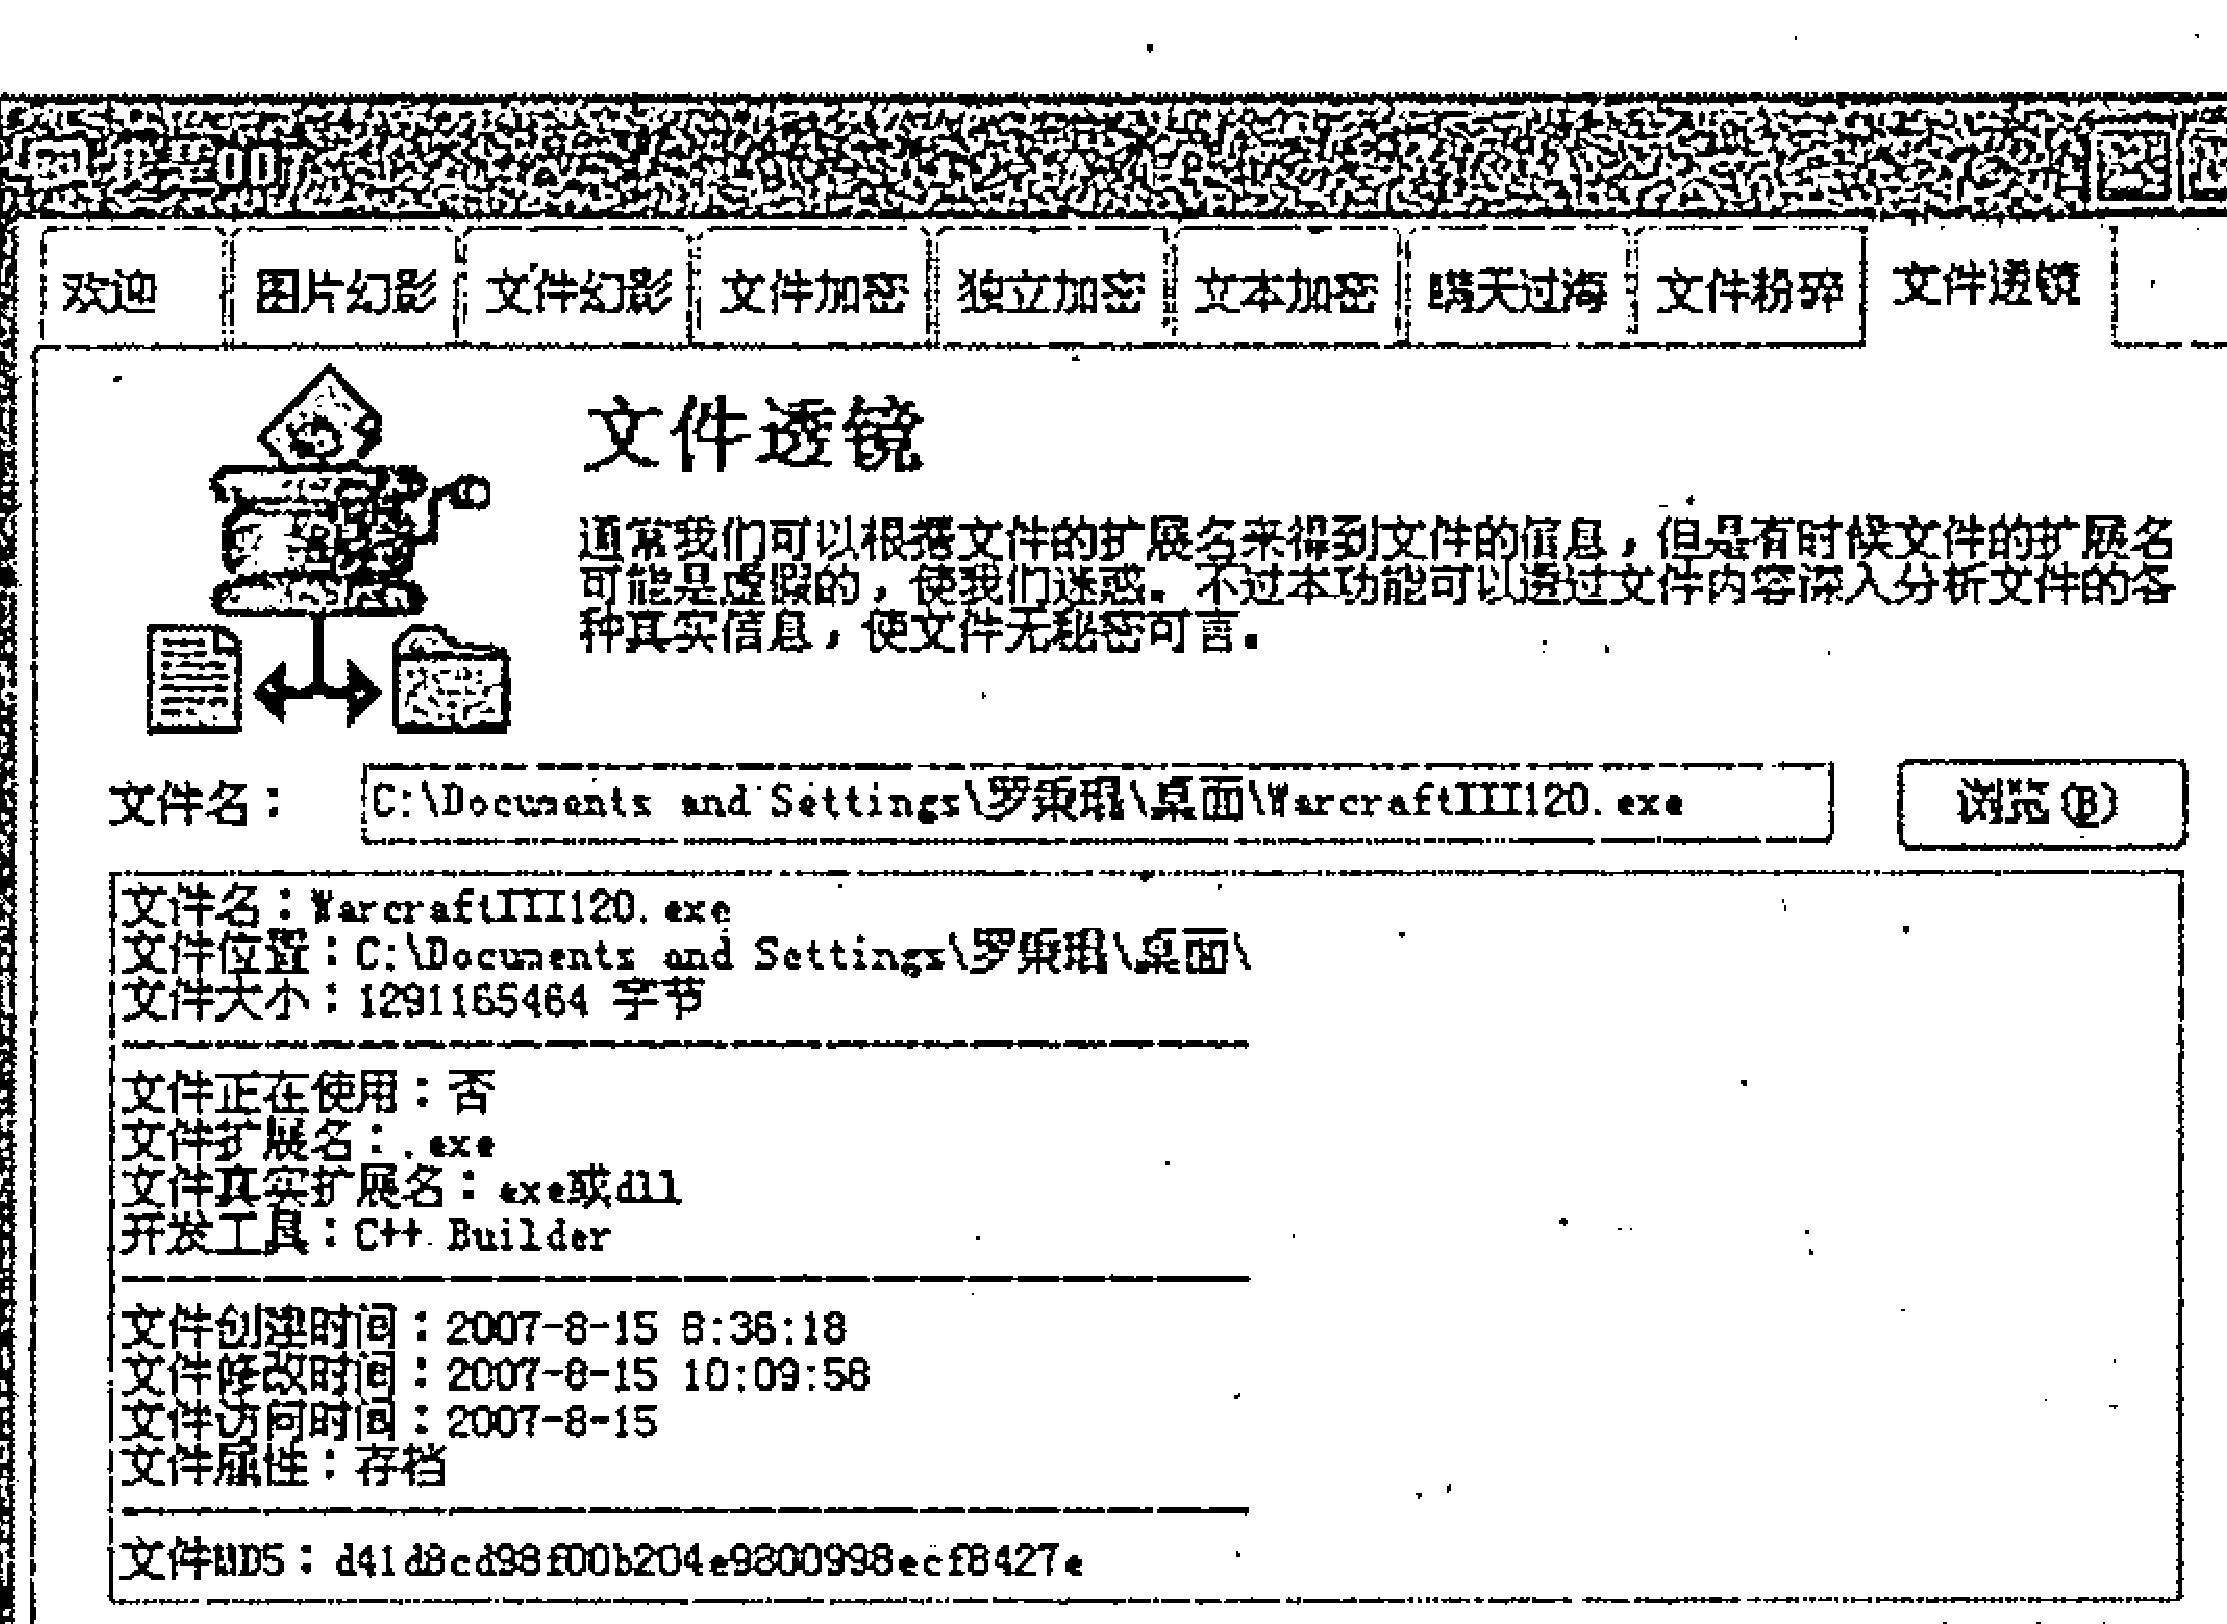 我是007
欢迎 图片幻影 文件幻影 文件加密 独立加密 文本加密 瞒天过海 文件粉碎 文件透镜
文件透镜
通常我们可以根据文件的扩展名来得到文件的信息，但是有时候文件的扩展名
可能是虚假的，使我们迷惑。不过本功能可以透过文件内容深入分析文件的各
种真实信息，使文件无秘密可言。
文件名： C:\Documents and Settings\罗秉琨\桌面\WarcraftIII120.exe 浏览(B)
文件名：WarcraftIII120.exe
文件位置：C:\Documents and Settings\罗秉琨\桌面\
文件大小：1291165464 字节
文件正在使用：否
文件扩展名：.exe
文件真实扩展名：exe或dll
开发工具：C++ Builder
文件创建时间：2007-8-15 8:36:18
文件修改时间：2007-8-15 10:09:58
文件访问时间：2007-8-15
文件属性：存档
文件MD5：d41d8cd98f00b204e9800998ecf8427e